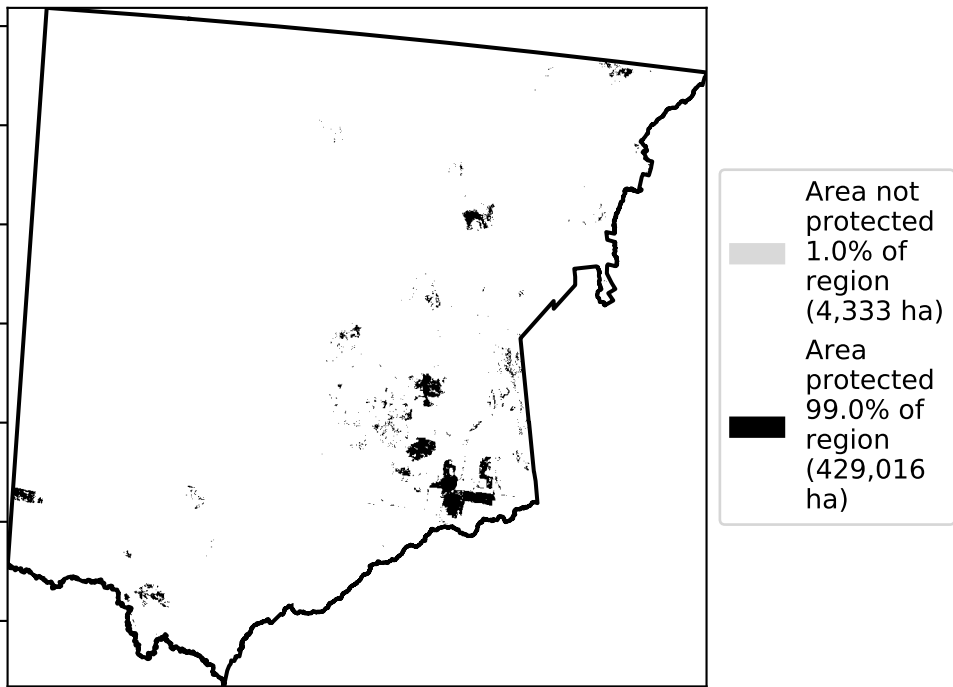 Area not
protected
1.0% of
region
(4,333 ha)
Area
protected
99.0% of
region
(429,016
ha)